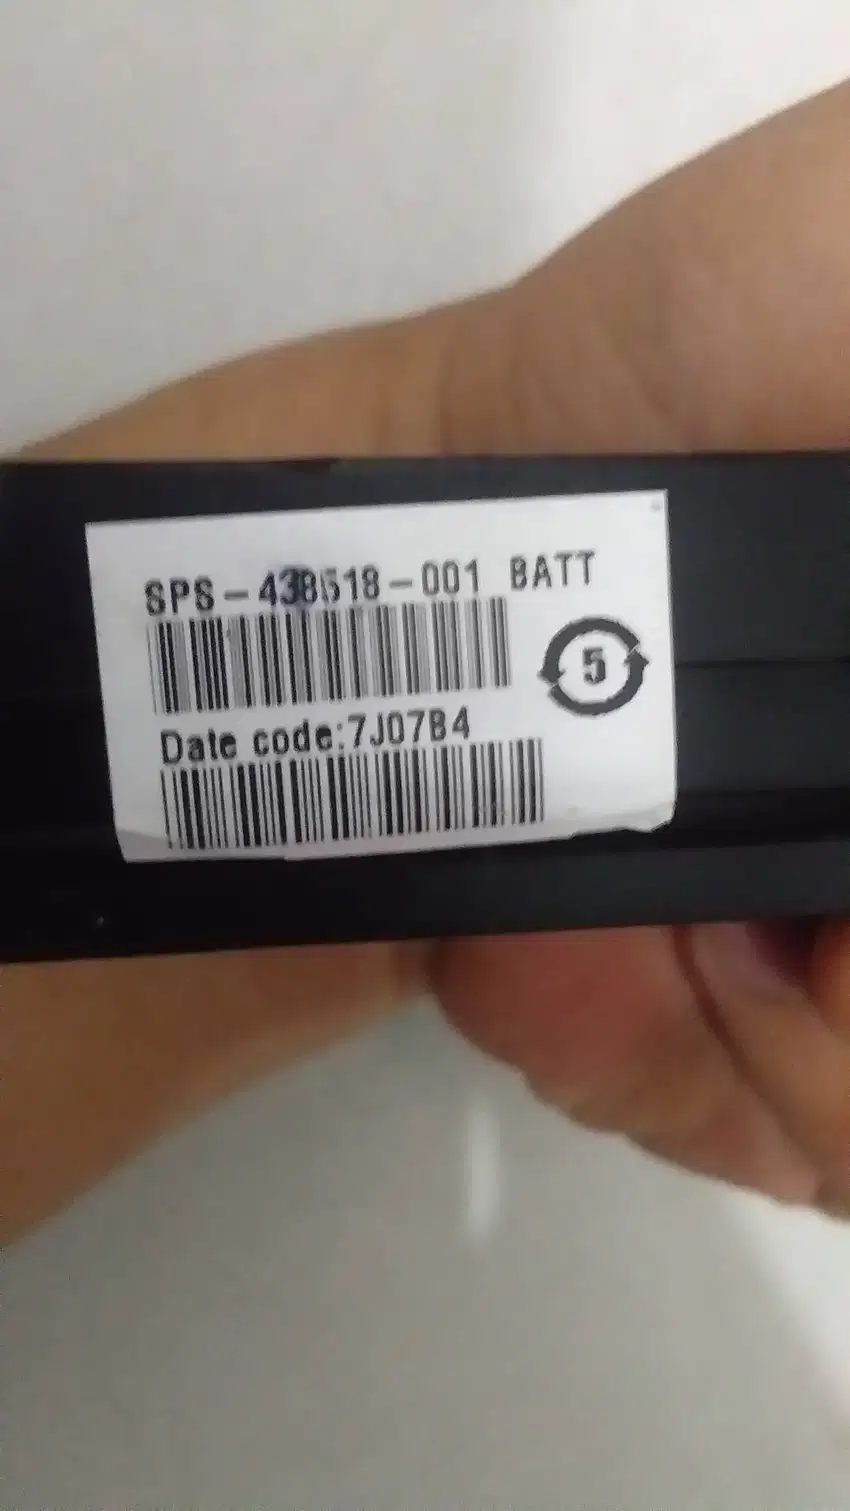 SPS-438518-001 BATT
5
Date code:7J07B4